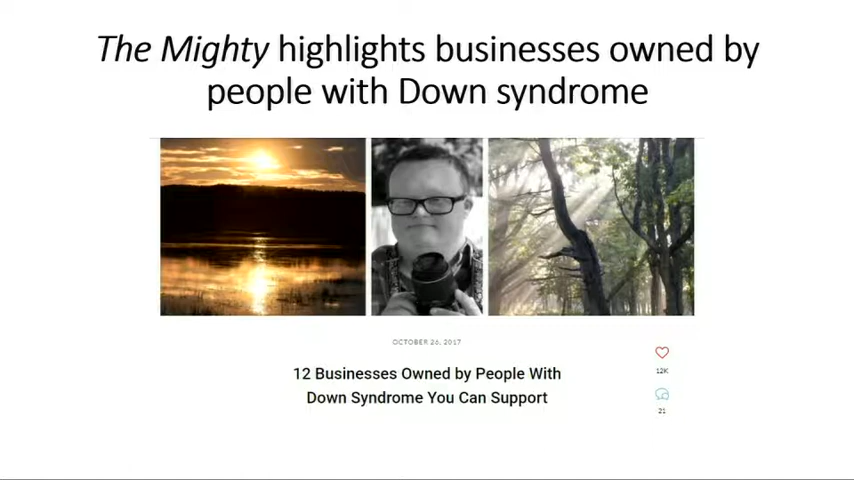 The Mighty highlights businesses owned by
people with Down syndrome
OCTOBER 26, 2017
12 Businesses Owned by People With
Down Syndrome You Can Support
12K
21